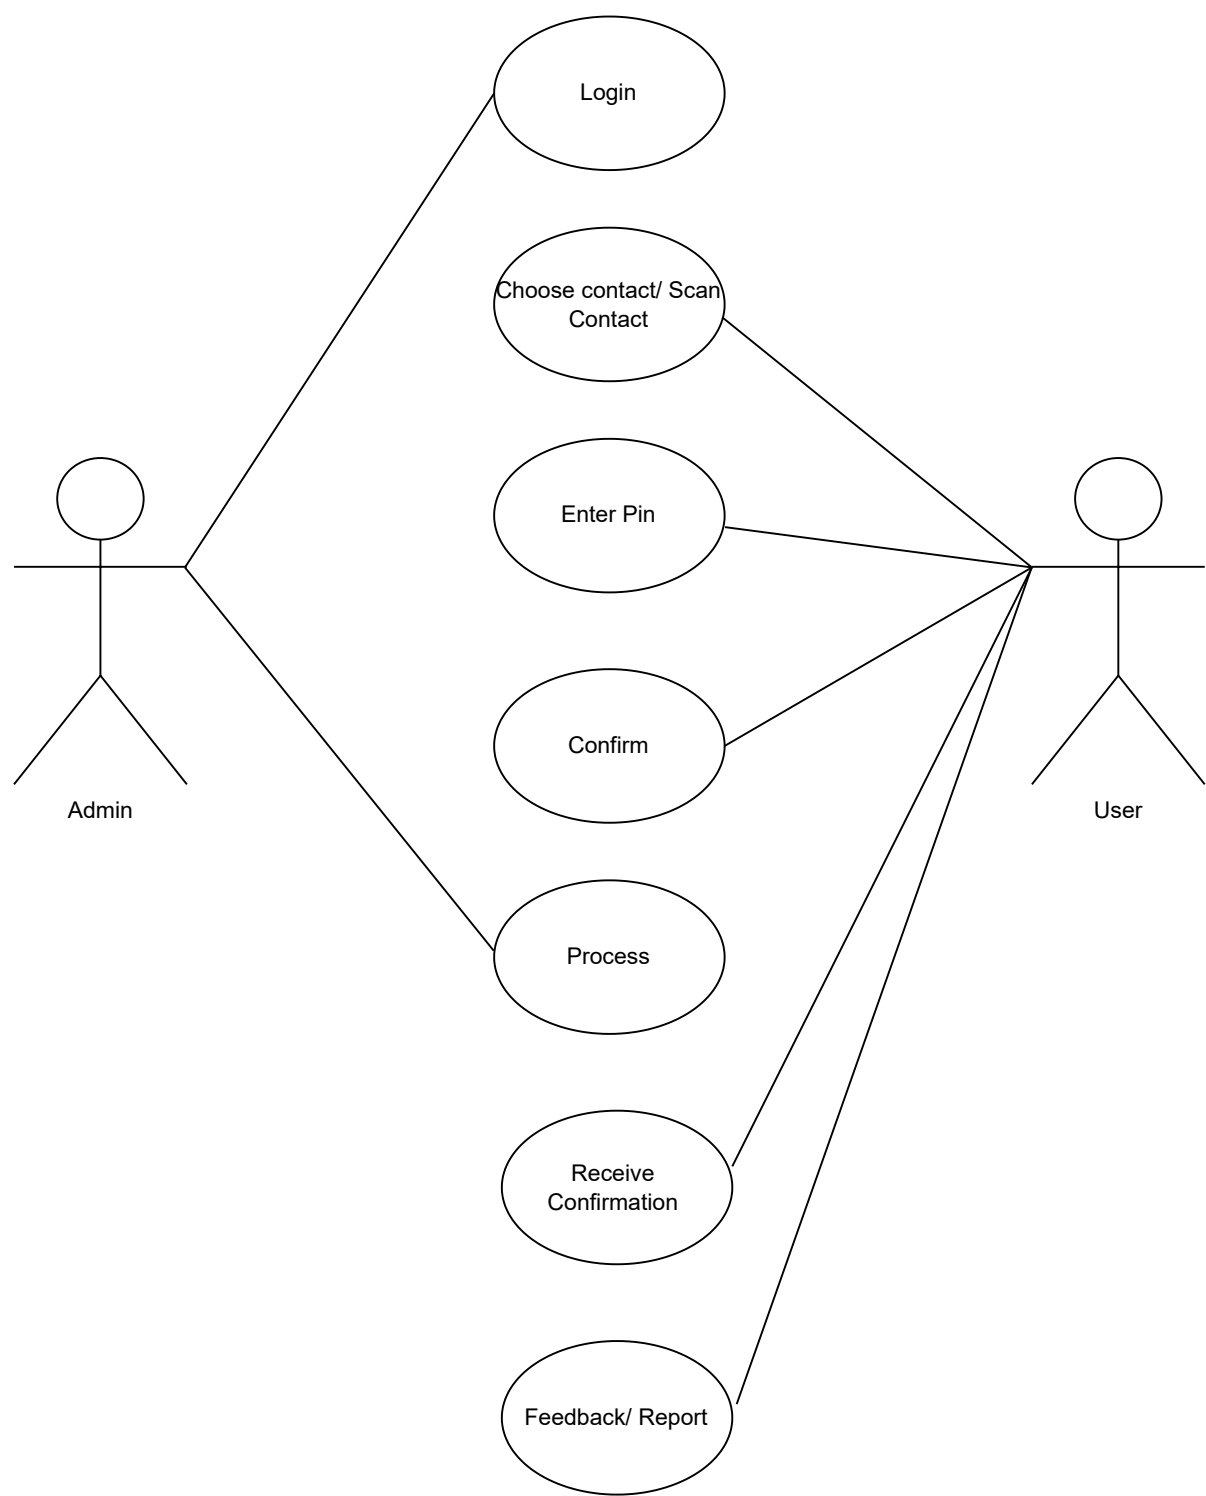 Login
Choose contact/ Scan
Contact
Enter Pin
Confirm
Admin
User
Process
Receive
Confirmation
Feedback/ Report